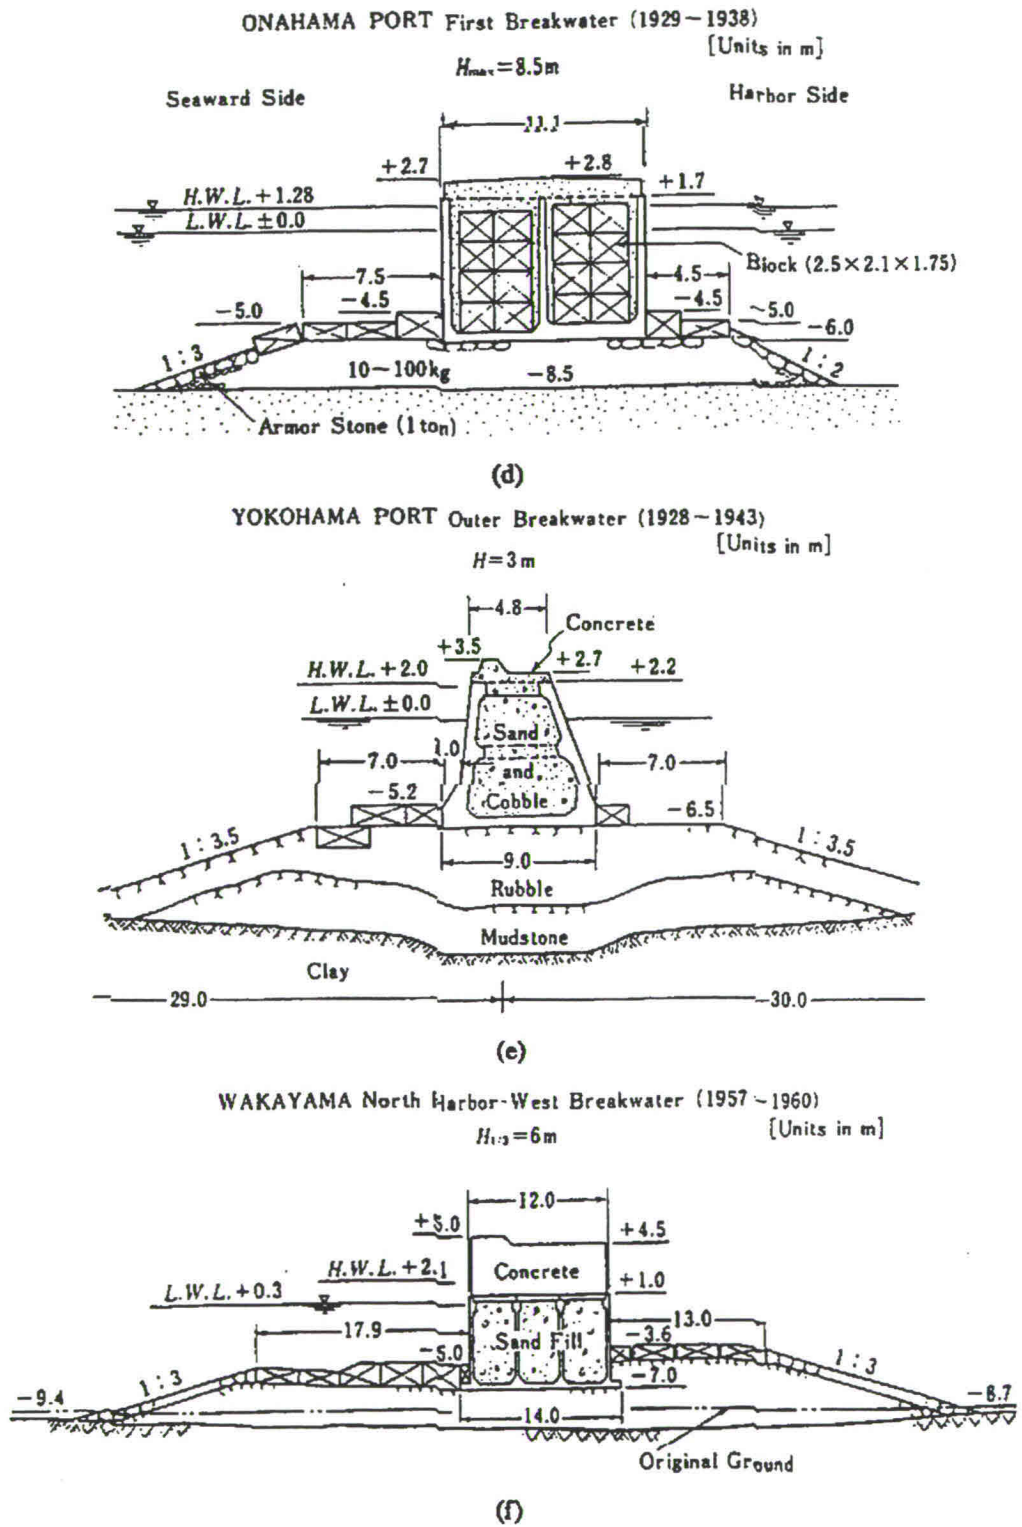 ONAHAMA PORT First Breakwater (1929~1938)
[Units in m]
Hmax=8.5m
Seaward Side
Harbor Side
11.1
+2.7
+2.8
+1.7
H.W.L.+1.28
L.W.L.±0.0
Block (2.5×2.1×1.75)
7.5
4.5
-5.0
-4.5
-4.5
-5.0
-6.0
1:3
10~100kg
-8.5
1:2
Armor Stone (1ton)
(d)
YOKOHAMA PORT Outer Breakwater (1928~1943)
[Units in m]
H=3m
4.8
Concrete
+3.5
+2.7
+2.2
H.W.L.+2.0
L.W.L.±0.0
Sand
7.0
1.0
7.0
and
-5.2
Cobble
-6.5
1:3.5
1:3.5
9.0
Rubble
Mudstone
Clay
29.0
30.0
(e)
WAKAYAMA North Harbor-West Breakwater (1957~1960)
[Units in m]
H1/3=6m
12.0
+5.0
+4.5
H.W.L.+2.1
Concrete
L.W.L.+0.3
+1.0
17.9
Sand Fill
13.0
-5.0
-3.6
1:3
1:3
-9.4
-7.0
-8.7
14.0
Original Ground
(f)